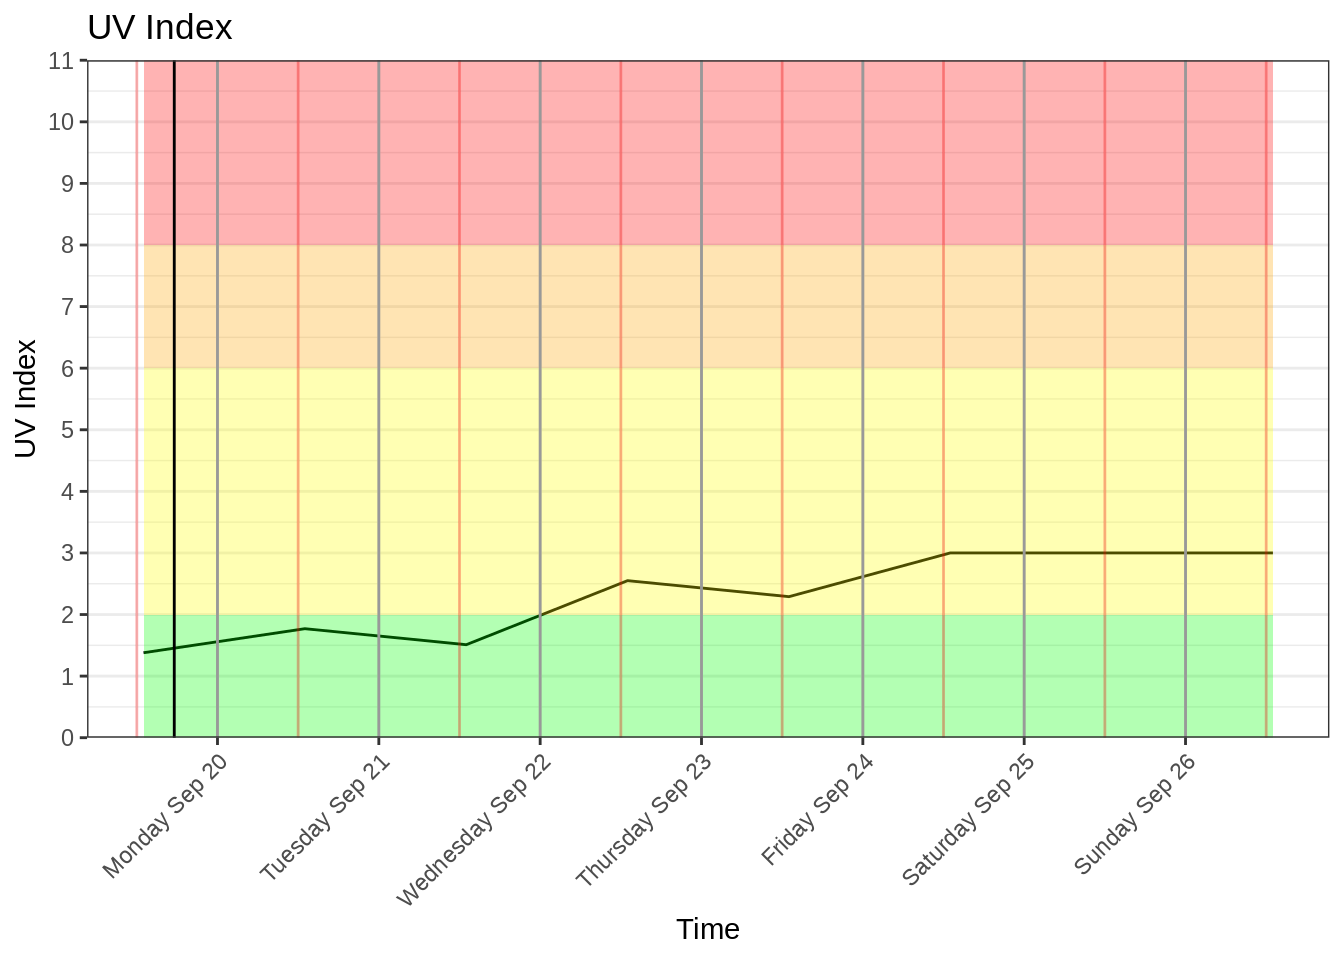 UV Index
11
10
9
8
7
6
5
4
3
2
1
0
UV Index
Monday Sep 20
Tuesday Sep 21
Wednesday Sep 22
Thursday Sep 23
Friday Sep 24
Saturday Sep 25
Sunday Sep 26
Time